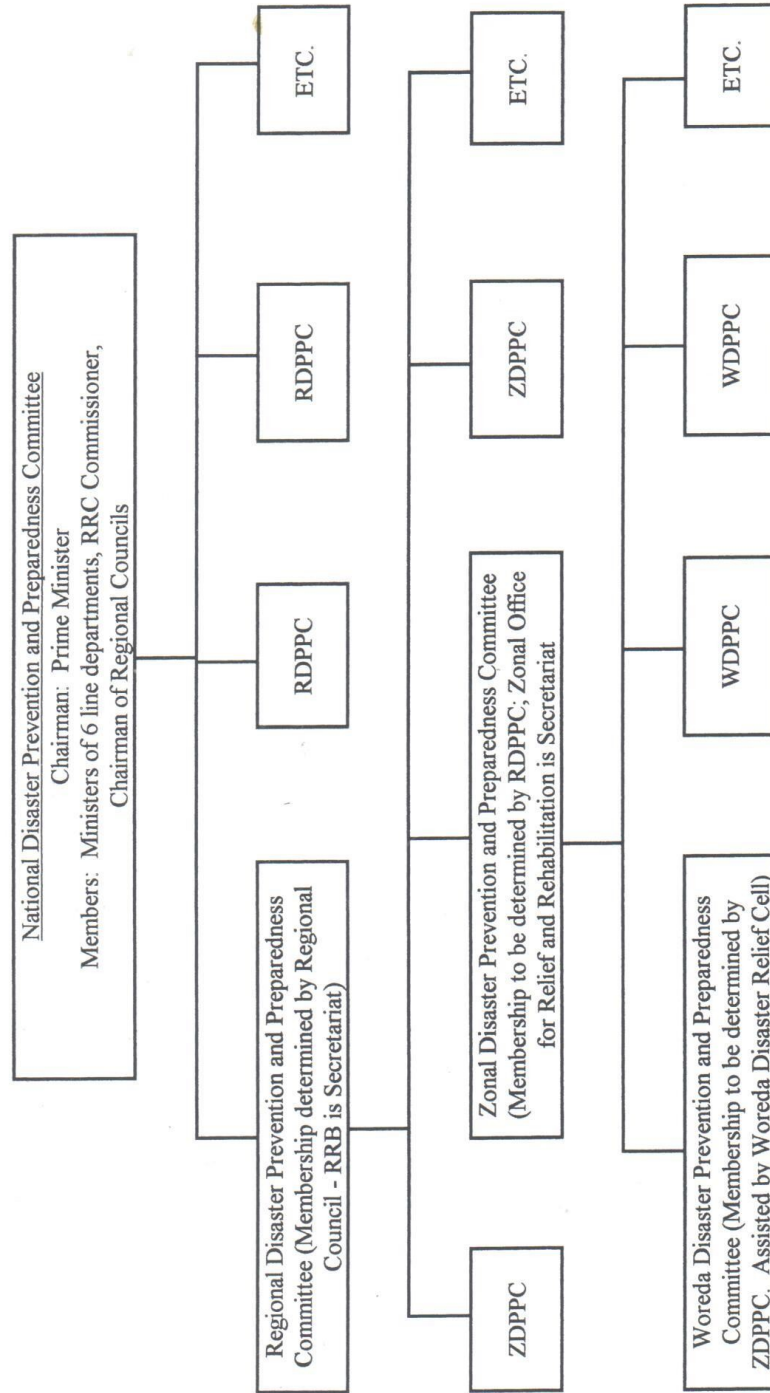 National Disaster Prevention and Preparedness Committee
Chairman: Prime Minister
Members: Ministers of 6 line departments, RRC Commissioner,
Chairman of Regional Councils
Regional Disaster Prevention and Preparedness
Committee (Membership determined by Regional
Council - RRB is Secretariat)
RDPPC
RDPPC
ETC.
ZDPPC
Zonal Disaster Prevention and Preparedness Committee
(Membership to be determined by RDPPC; Zonal Office
for Relief and Rehabilitation is Secretariat
ZDPPC
ETC.
Woreda Disaster Prevention and Preparedness
Committee (Membership to be determined by
ZDPPC. Assisted by Woreda Disaster Relief Cell)
WDPPC
WDPPC
ETC.